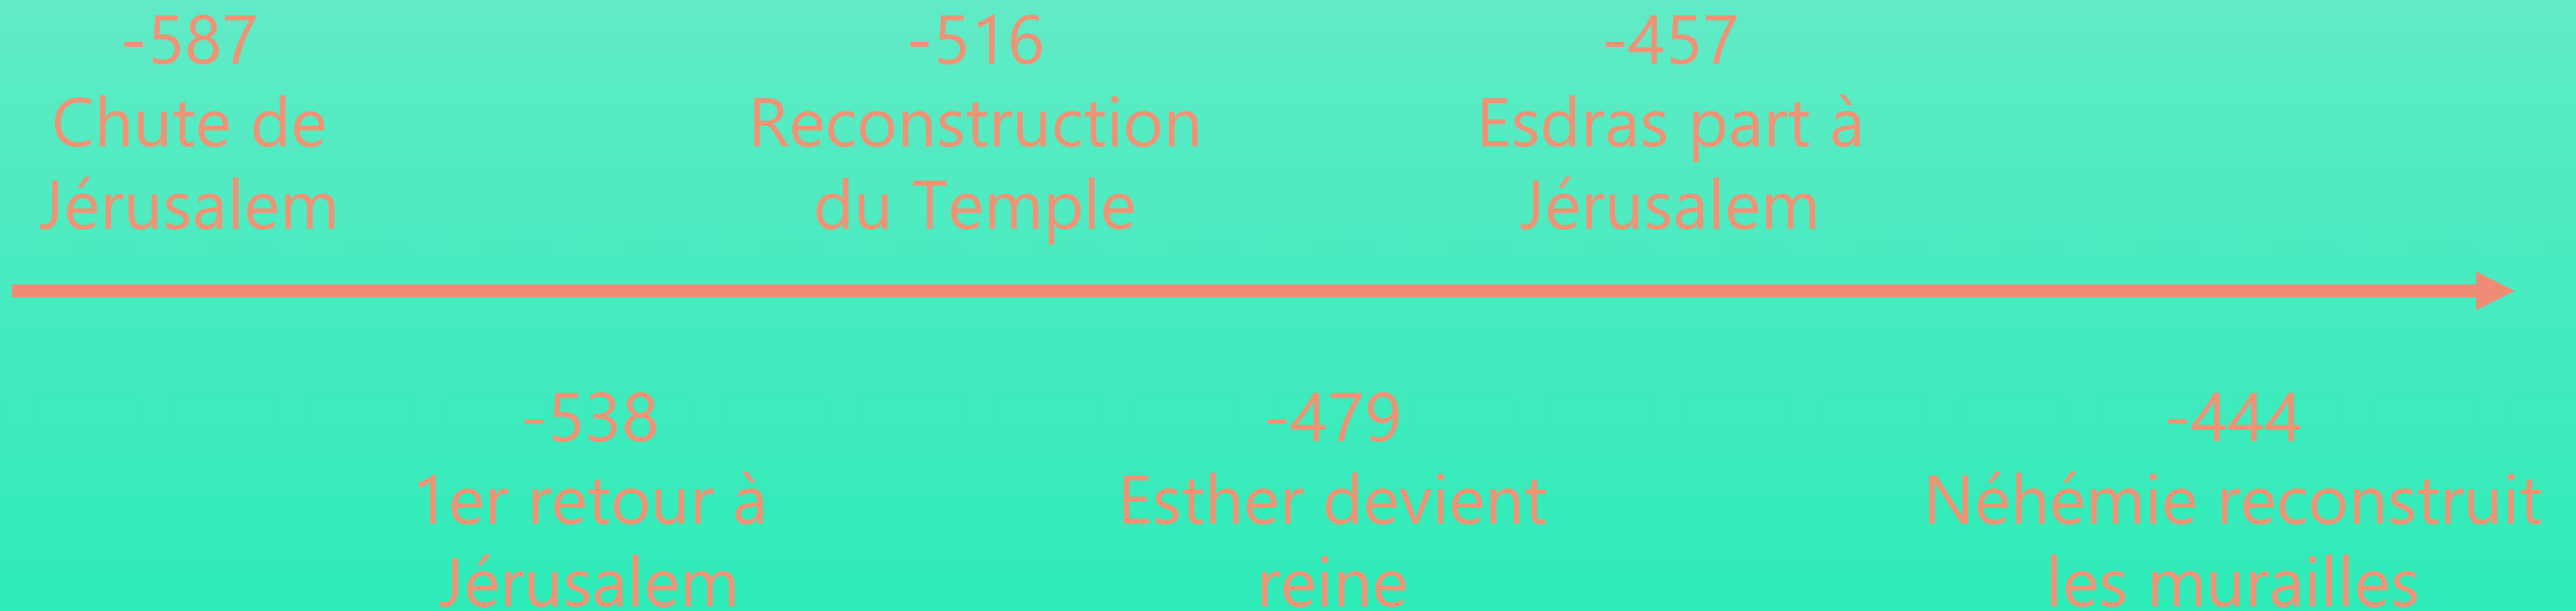 -587
Chute de
Jérusalem
-516
Reconstruction
du Temple
-457
Esdras part à
Jérusalem
-538
1er retour à
Jérusalem
-479
Esther devient
reine
-444
Néhémie reconstruit
les murailles